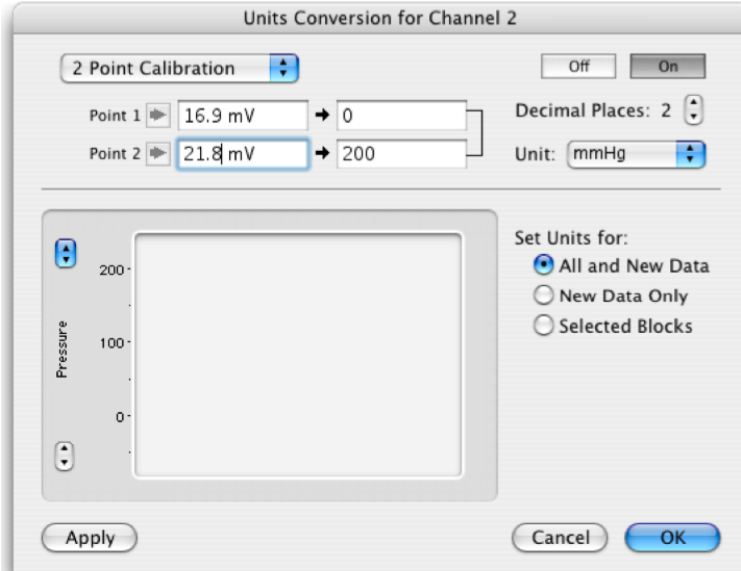 Units Conversion for Channel 2
2 Point Calibration
Off
On
Point 1 16.9 mV → 0
Decimal Places: 2
Point 2 21.8 mV → 200
Unit: mmHg
Set Units for:
All and New Data
New Data Only
Selected Blocks
Pressure
200
100
0
Apply
Cancel
OK